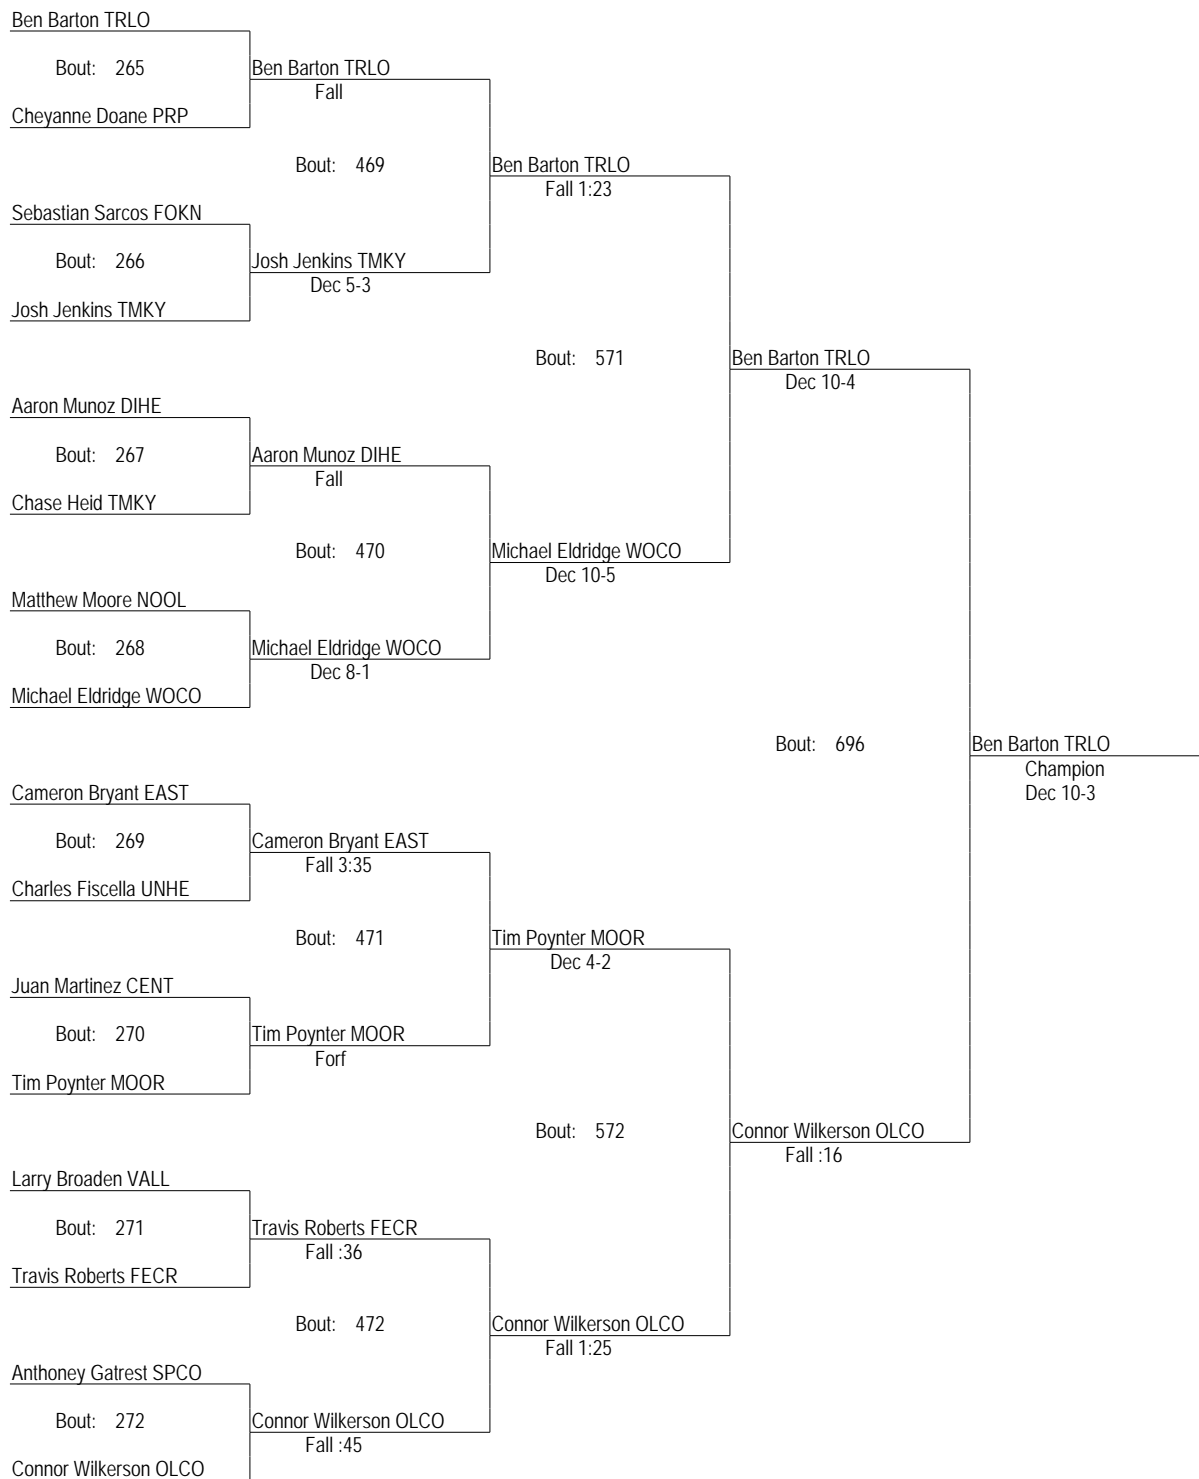 Ben Barton TRLO
Bout: 265
Ben Barton TRLO
Fall
Cheyanne Doane PRP
Bout: 469
Ben Barton TRLO
Fall 1:23
Sebastian Sarcos FOKN
Bout: 266
Josh Jenkins TMKY
Dec 5-3
Josh Jenkins TMKY
Bout: 571
Ben Barton TRLO
Dec 10-4
Aaron Munoz DIHE
Bout: 267
Aaron Munoz DIHE
Fall
Chase Heid TMKY
Bout: 470
Michael Eldridge WOCO
Dec 10-5
Matthew Moore NOOL
Bout: 268
Michael Eldridge WOCO
Dec 8-1
Michael Eldridge WOCO
Bout: 696
Ben Barton TRLO
Champion
Dec 10-3
Cameron Bryant EAST
Bout: 269
Cameron Bryant EAST
Fall 3:35
Charles Fiscella UNHE
Bout: 471
Tim Poynter MOOR
Dec 4-2
Juan Martinez CENT
Bout: 270
Tim Poynter MOOR
Forf
Tim Poynter MOOR
Bout: 572
Connor Wilkerson OLCO
Fall :16
Larry Broaden VALL
Bout: 271
Travis Roberts FECR
Fall :36
Travis Roberts FECR
Bout: 472
Connor Wilkerson OLCO
Fall 1:25
Anthoney Gatrest SPCO
Bout: 272
Connor Wilkerson OLCO
Fall :45
Connor Wilkerson OLCO